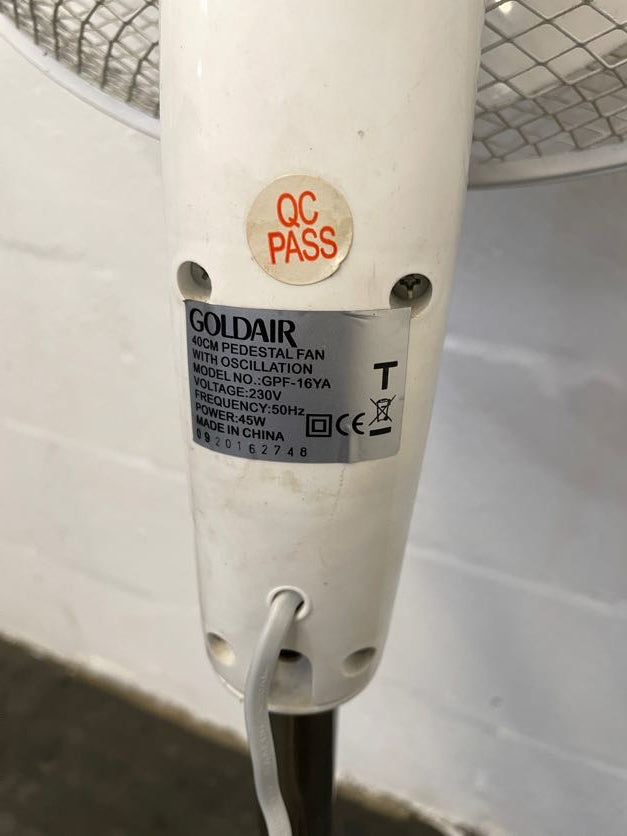 QC
PASS
GOLDAIR
40CM PEDESTAL FAN
WITH OSCILLATION
MODEL NO.:GPF-16YA
VOLTAGE:230V
FREQUENCY:50Hz
POWER:45W
MADE IN CHINA
0920162748
T
CE